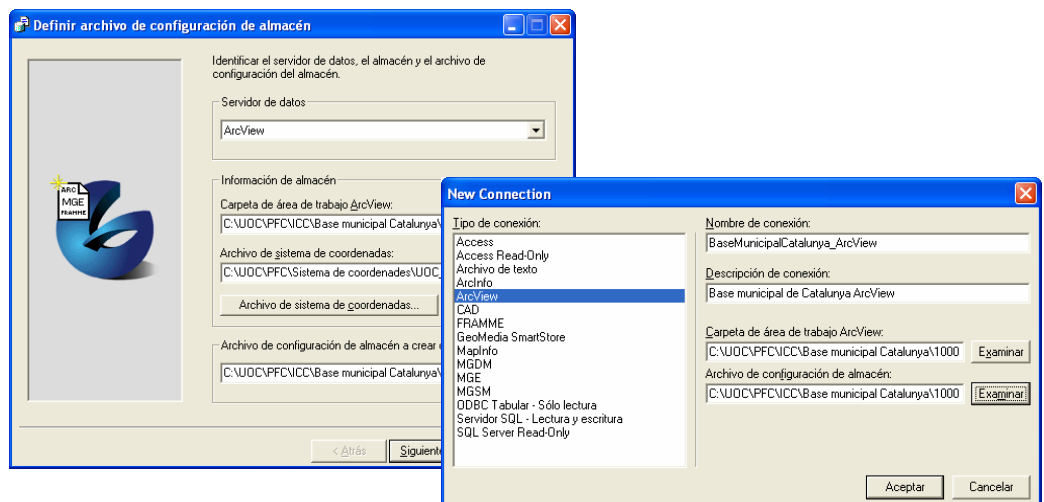 Definir archivo de configuración de almacén
Identificar el servidor de datos, el almacén y el archivo de
configuración del almacén.
Servidor de datos
ArcView
Información de almacén
Carpeta de área de trabajo ArcView:
C:\UOC\PFC\ICC\Base municipal Catalunya\
Archivo de sistema de coordenadas:
C:\UOC\PFC\Sistema de coordenades\UOC_
Archivo de sistema de coordenadas...
Archivo de configuración de almacén a crear
C:\UOC\PFC\ICC\Base municipal Catalunya\
< Atrás
Siguiente
ARC
MGE
FRAMME
New Connection
Tipo de conexión:
Access
Access Read-Only
Archivo de texto
ArcInfo
ArcView
CAD
FRAMME
GeoMedia SmartStore
MapInfo
MGDM
MGE
MGSM
ODBC Tabular - Sólo lectura
Servidor SQL - Lectura y escritura
SQL Server Read-Only
Nombre de conexión:
BaseMunicipalCatalunya_ArcView
Descripción de conexión:
Base municipal de Catalunya ArcView
Carpeta de área de trabajo ArcView:
C:\UOC\PFC\ICC\Base municipal Catalunya\1000
Examinar
Archivo de configuración de almacén:
C:\UOC\PFC\ICC\Base municipal Catalunya\1000
Examinar
Aceptar
Cancelar